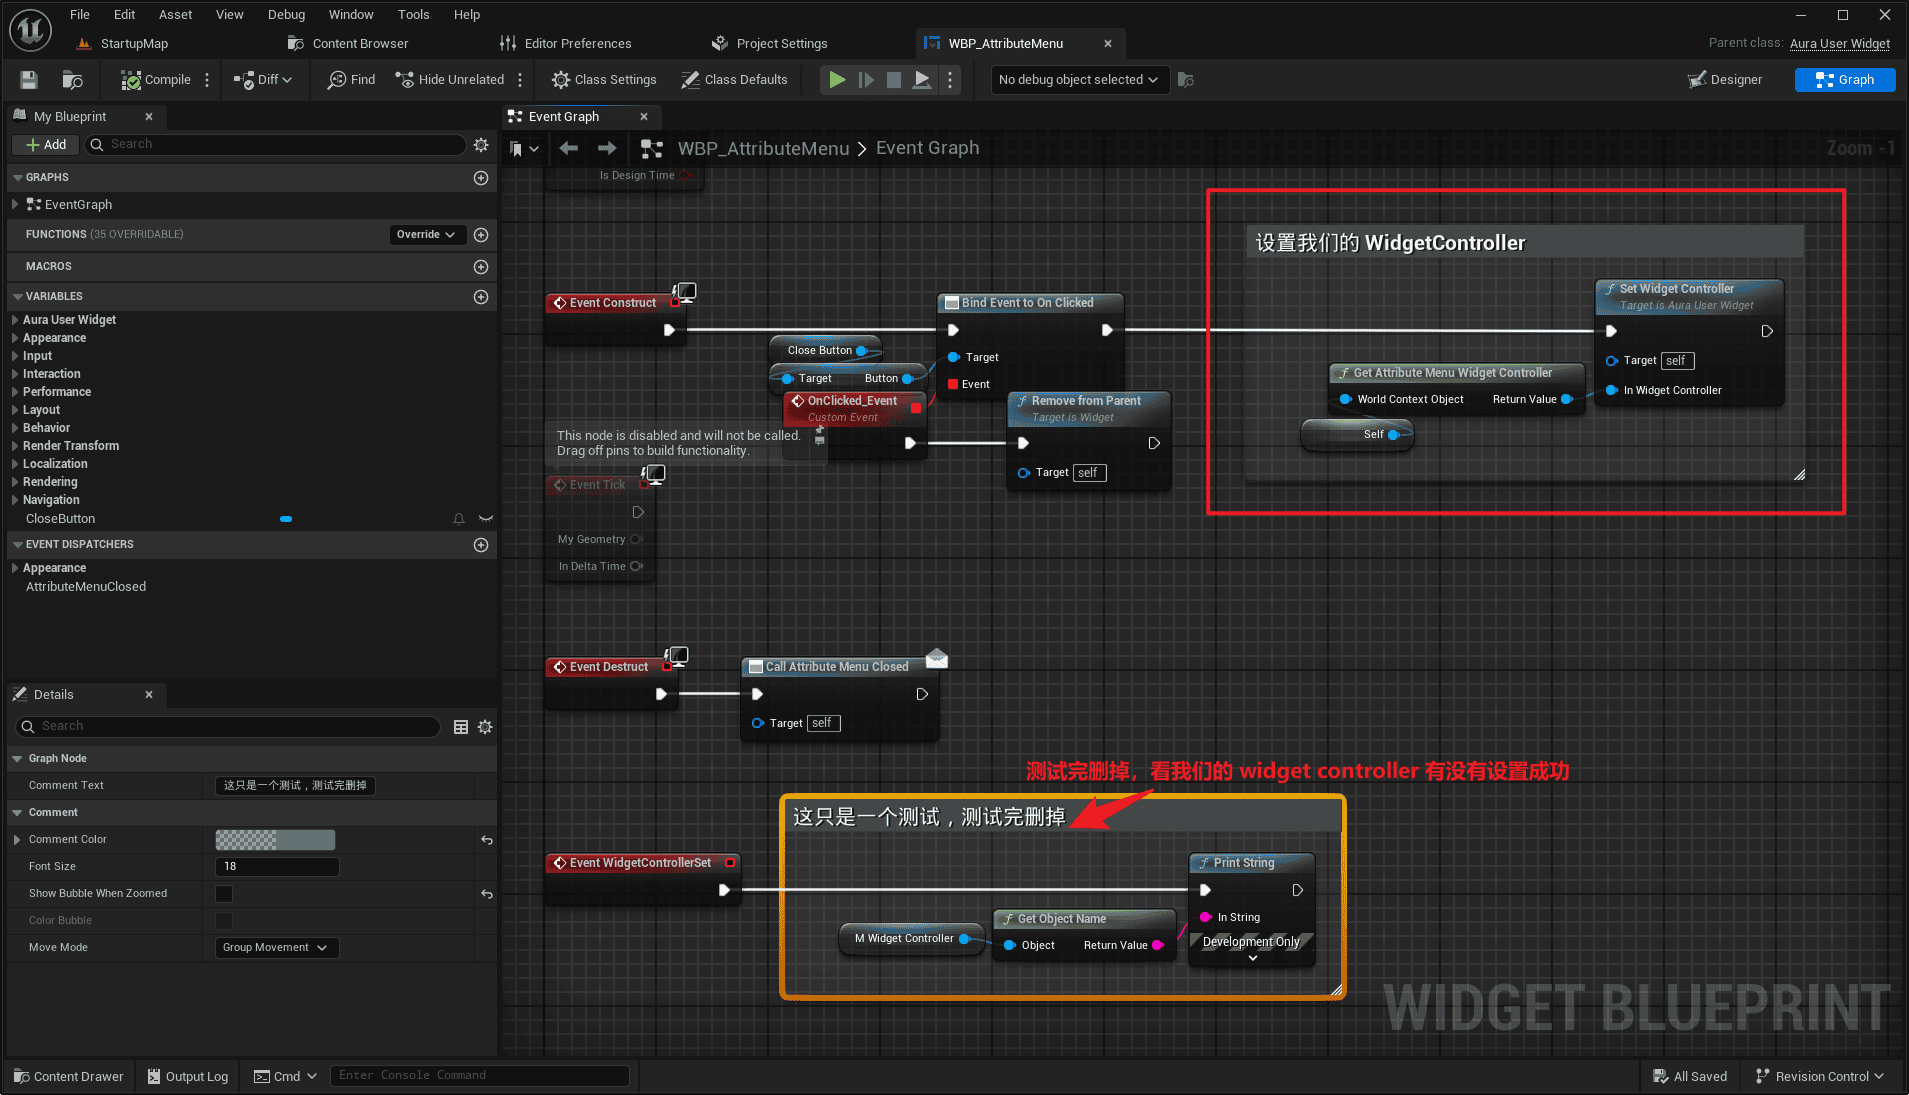 File Edit Asset View Debug Window Tools Help
StartupMap Content Browser Editor Preferences Project Settings WBP_AttributeMenu Parent class: Aura User Widget
Compile Diff Find Hide Unrelated Class Settings Class Defaults No debug object selected Designer Graph
My Blueprint
Add Search
GRAPHS
EventGraph
FUNCTIONS (35 OVERRIDABLE) Override
MACROS
VARIABLES
Aura User Widget
Appearance
Input
Interaction
Performance
Layout
Behavior
Render Transform
Localization
Rendering
Navigation
CloseButton
EVENT DISPATCHERS
Appearance
AttributeMenuClosed
Details
Search
Graph Node
Comment Text 这只是一个测试，测试完删掉
Comment
Comment Color
Font Size 18
Show Bubble When Zoomed
Color Bubble
Move Mode Group Movement
Event Graph
WBP_AttributeMenu > Event Graph Zoom -1
Is Design Time
设置我们的 WidgetController
Event Construct
Bind Event to On Clicked
Target
Event
Close Button
Target Button
OnClicked_Event
Custom Event
Remove from Parent
Target is Widget
Target self
Set Widget Controller
Target is Aura User Widget
Target self
In Widget Controller
Get Attribute Menu Widget Controller
World Context Object Return Value
Self
This node is disabled and will not be called.
Drag off pins to build functionality.
Event Tick
My Geometry
In Delta Time
Event Destruct
Call Attribute Menu Closed
Target self
测试完删掉，看我们的 widget controller 有没有设置成功
这只是一个测试，测试完删掉
Event WidgetControllerSet
Print String
In String
Development Only
M Widget Controller
Get Object Name
Object Return Value
WIDGET BLUEPRINT
Content Drawer Output Log Cmd Enter Console Command All Saved Revision Control